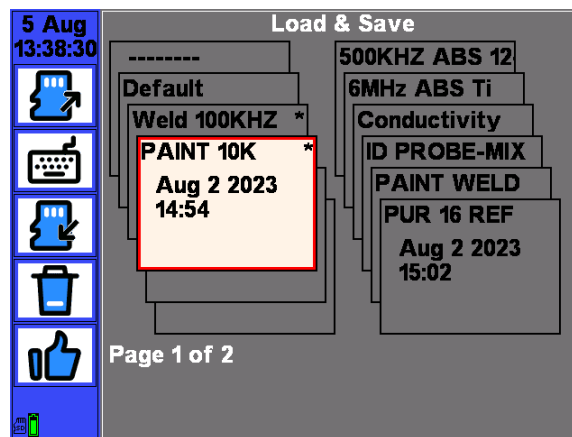 5 Aug
13:38:30
Load & Save
--------
Default
Weld 100KHZ *
PAINT 10K *
Aug 2 2023
14:54
500KHZ ABS 12
6MHz ABS Ti
Conductivity
ID PROBE-MIX
PAINT WELD
PUR 16 REF
Aug 2 2023
15:02
Page 1 of 2